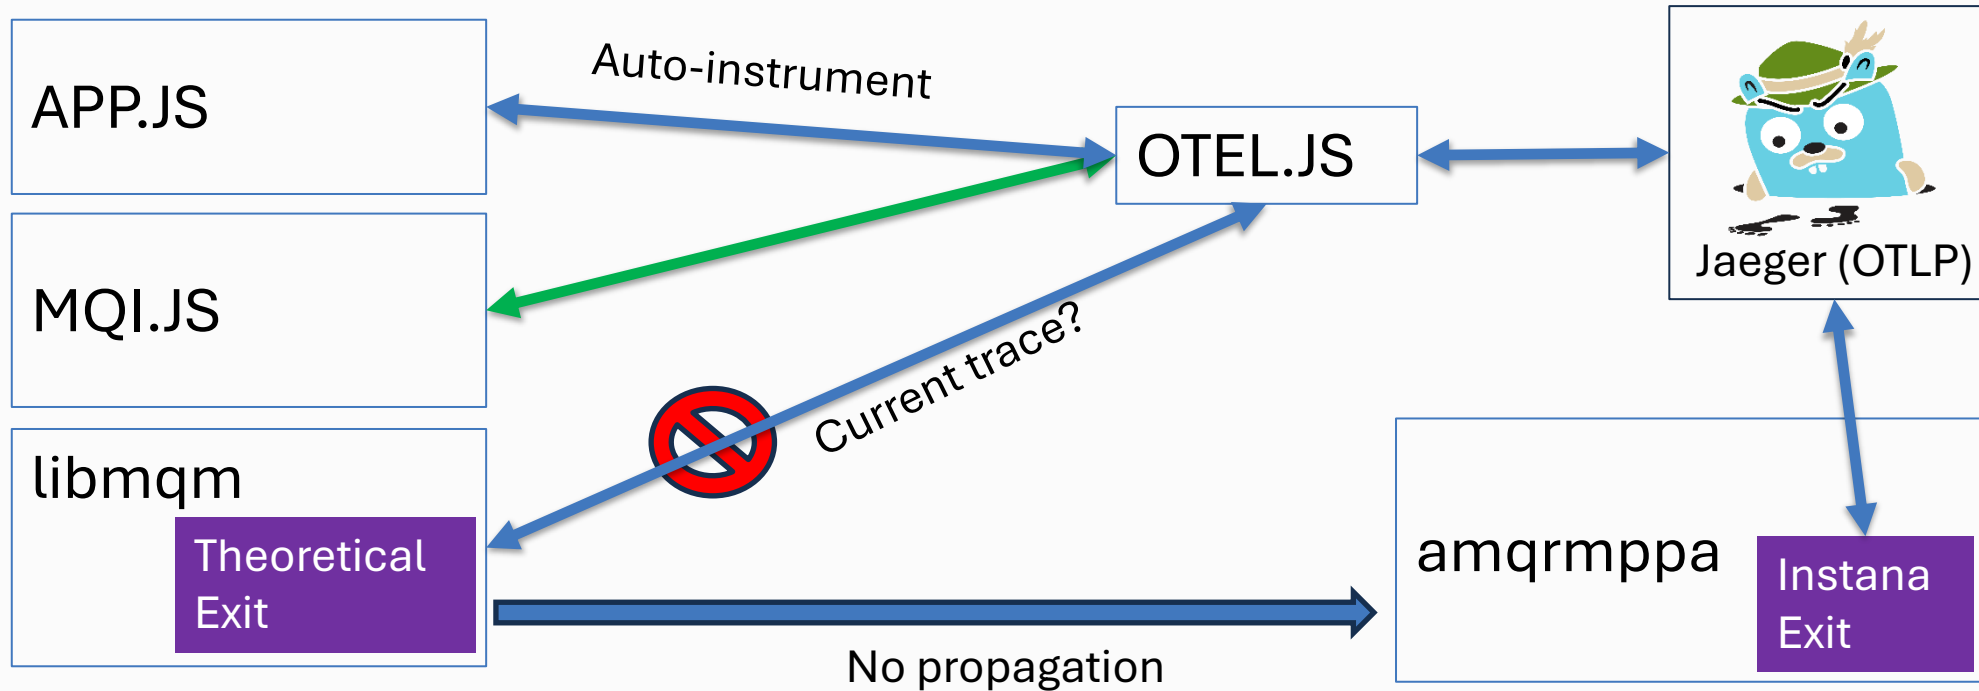 APP.JS
Auto-instrument
OTEL.JS
Jaeger (OTLP)
MQI.JS
Current trace?
libmqm
Theoretical
Exit
amqrmppa
Instana
Exit
No propagation